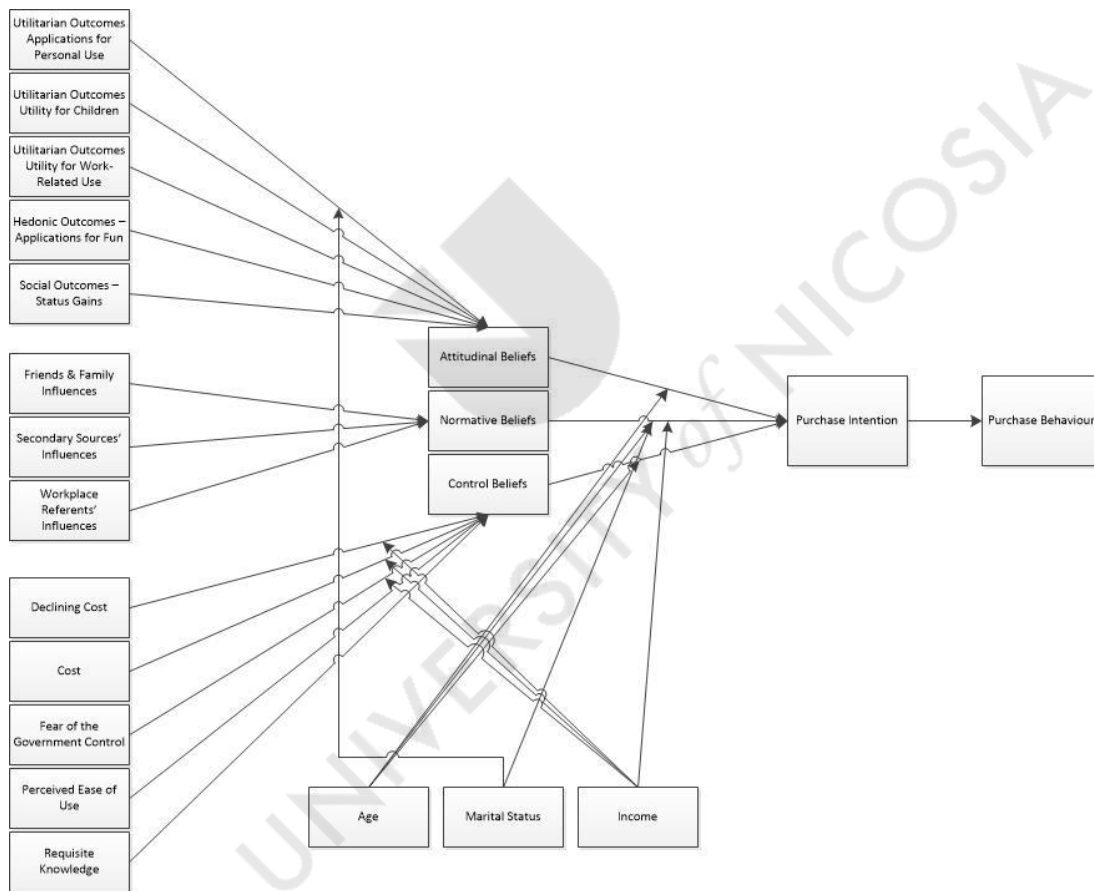 Utilitarian Outcomes
Applications for
Personal Use
Utilitarian Outcomes
Utility for Children
Utilitarian Outcomes
Utility for Work-
Related Use
Hedonic Outcomes –
Applications for Fun
Social Outcomes –
Status Gains
Friends & Family
Influences
Secondary Sources'
Influences
Workplace
Referents'
Influences
Declining Cost
Cost
Fear of the
Government Control
Perceived Ease of
Use
Requisite
Knowledge
Attitudinal Beliefs
Normative Beliefs
Control Beliefs
Purchase Intention
Purchase Behaviour
Age
Marital Status
Income
UNIVERSITY of NICOSIA